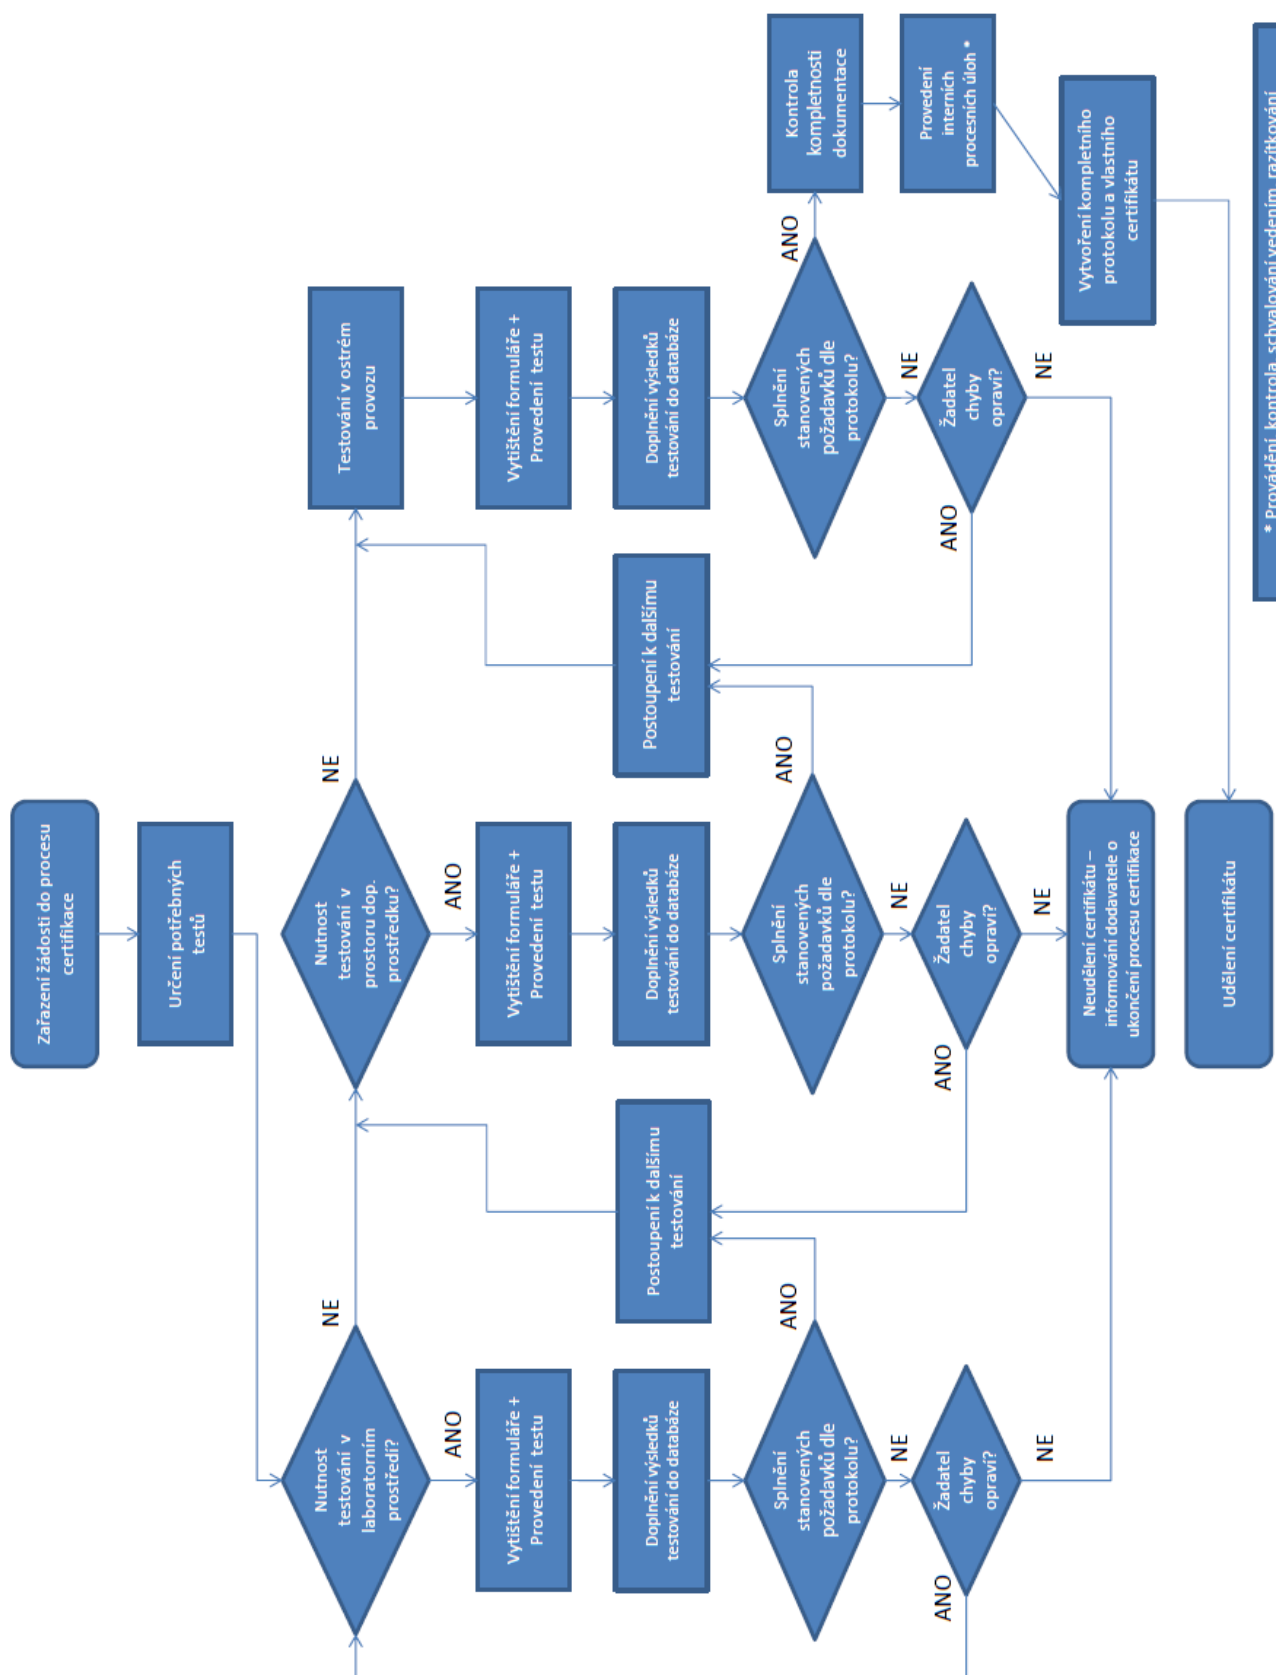 Zařazení žádosti do procesu
certifikace
Určení potřebných
testů
Nutnost
testování v
laboratorním
prostředí?
NE
ANO
Vytištění formuláře +
Provedení testu
Doplnění výsledků
testování do databáze
Splnění
stanovených
požadavků dle
protokolu?
ANO
NE
Žadatel
chyby
opraví?
ANO
NE
Postoupení k dalšímu
testování
Nutnost
testování v
prostoru dop.
prostředku?
NE
ANO
Vytištění formuláře +
Provedení testu
Doplnění výsledků
testování do databáze
Splnění
stanovených
požadavků dle
protokolu?
ANO
NE
Žadatel
chyby
opraví?
ANO
NE
Postoupení k dalšímu
testování
Testování v ostrém
provozu
Vytištění formuláře +
Provedení testu
Doplnění výsledků
testování do databáze
Splnění
stanovených
požadavků dle
protokolu?
ANO
NE
Žadatel
chyby
opraví?
ANO
NE
Kontrola
kompletnosti
dokumentace
Provedení
interních
procesních úloh *
Vytvoření kompletního
protokolu a vlastního
certifikátu
Neudělení certifikátu –
informování dodavatele o
ukončení procesu certifikace
Udělení certifikátu
* Provádění, kontrola, schvalování vedením, razítkování